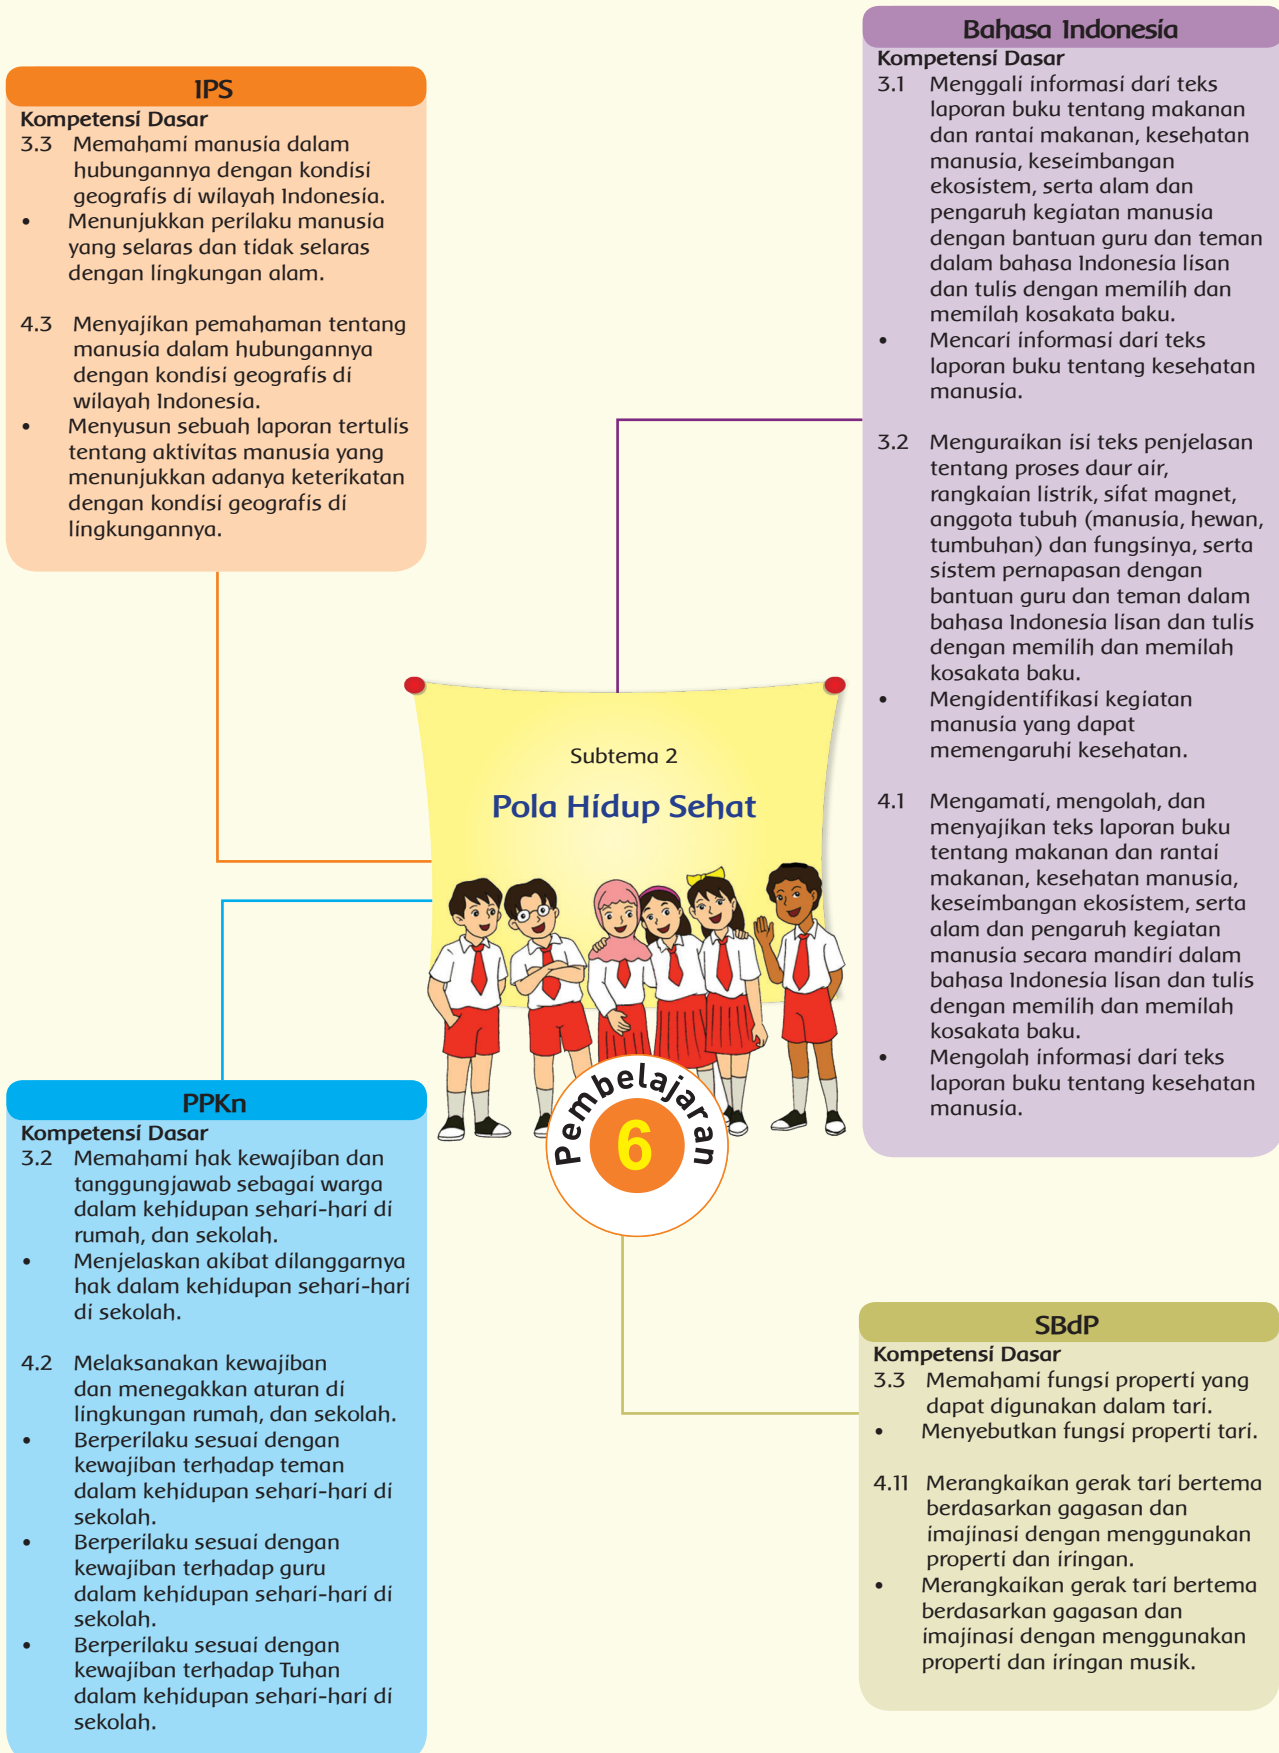 IPS
Kompetensi Dasar
3.3 Memahami manusia dalam
hubungannya dengan kondisi
geografis di wilayah Indonesia.
• Menunjukkan perilaku manusia
yang selaras dan tidak selaras
dengan lingkungan alam.
4.3 Menyajikan pemahaman tentang
manusia dalam hubungannya
dengan kondisi geografis di
wilayah Indonesia.
• Menyusun sebuah laporan tertulis
tentang aktivitas manusia yang
menunjukkan adanya keterikatan
dengan kondisi geografis di
lingkungannya.
Bahasa Indonesia
Kompetensi Dasar
3.1 Menggali informasi dari teks
laporan buku tentang makanan
dan rantai makanan, kesehatan
manusia, keseimbangan
ekosistem, serta alam dan
pengaruh kegiatan manusia
dengan bantuan guru dan teman
dalam bahasa Indonesia lisan
dan tulis dengan memilih dan
memilah kosakata baku.
• Mencari informasi dari teks
laporan buku tentang kesehatan
manusia.
3.2 Menguraikan isi teks penjelasan
tentang proses daur air,
rangkaian listrik, sifat magnet,
anggota tubuh (manusia, hewan,
tumbuhan) dan fungsinya, serta
sistem pernapasan dengan
bantuan guru dan teman dalam
bahasa Indonesia lisan dan tulis
dengan memilih dan memilah
kosakata baku.
• Mengidentifikasi kegiatan
manusia yang dapat
memengaruhi kesehatan.
4.1 Mengamati, mengolah, dan
menyajikan teks laporan buku
tentang makanan dan rantai
makanan, kesehatan manusia,
keseimbangan ekosistem, serta
alam dan pengaruh kegiatan
manusia secara mandiri dalam
bahasa Indonesia lisan dan tulis
dengan memilih dan memilah
kosakata baku.
• Mengolah informasi dari teks
laporan buku tentang kesehatan
manusia.
Subtema 2
Pola Hidup Sehat
Pembelajaran
6
PPKn
Kompetensi Dasar
3.2 Memahami hak kewajiban dan
tanggungjawab sebagai warga
dalam kehidupan sehari-hari di
rumah, dan sekolah.
• Menjelaskan akibat dilanggarnya
hak dalam kehidupan sehari-hari
di sekolah.
4.2 Melaksanakan kewajiban
dan menegakkan aturan di
lingkungan rumah, dan sekolah.
• Berperilaku sesuai dengan
kewajiban terhadap teman
dalam kehidupan sehari-hari di
sekolah.
• Berperilaku sesuai dengan
kewajiban terhadap guru
dalam kehidupan sehari-hari di
sekolah.
• Berperilaku sesuai dengan
kewajiban terhadap Tuhan
dalam kehidupan sehari-hari di
sekolah.
SBdP
Kompetensi Dasar
3.3 Memahami fungsi properti yang
dapat digunakan dalam tari.
• Menyebutkan fungsi properti tari.
4.11 Merangkaikan gerak tari bertema
berdasarkan gagasan dan
imajinasi dengan menggunakan
properti dan iringan.
• Merangkaikan gerak tari bertema
berdasarkan gagasan dan
imajinasi dengan menggunakan
properti dan iringan musik.